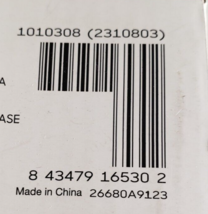 1010308 (2310803)
A
ASE
8 43479 16530 2
Made in China 26680A9123